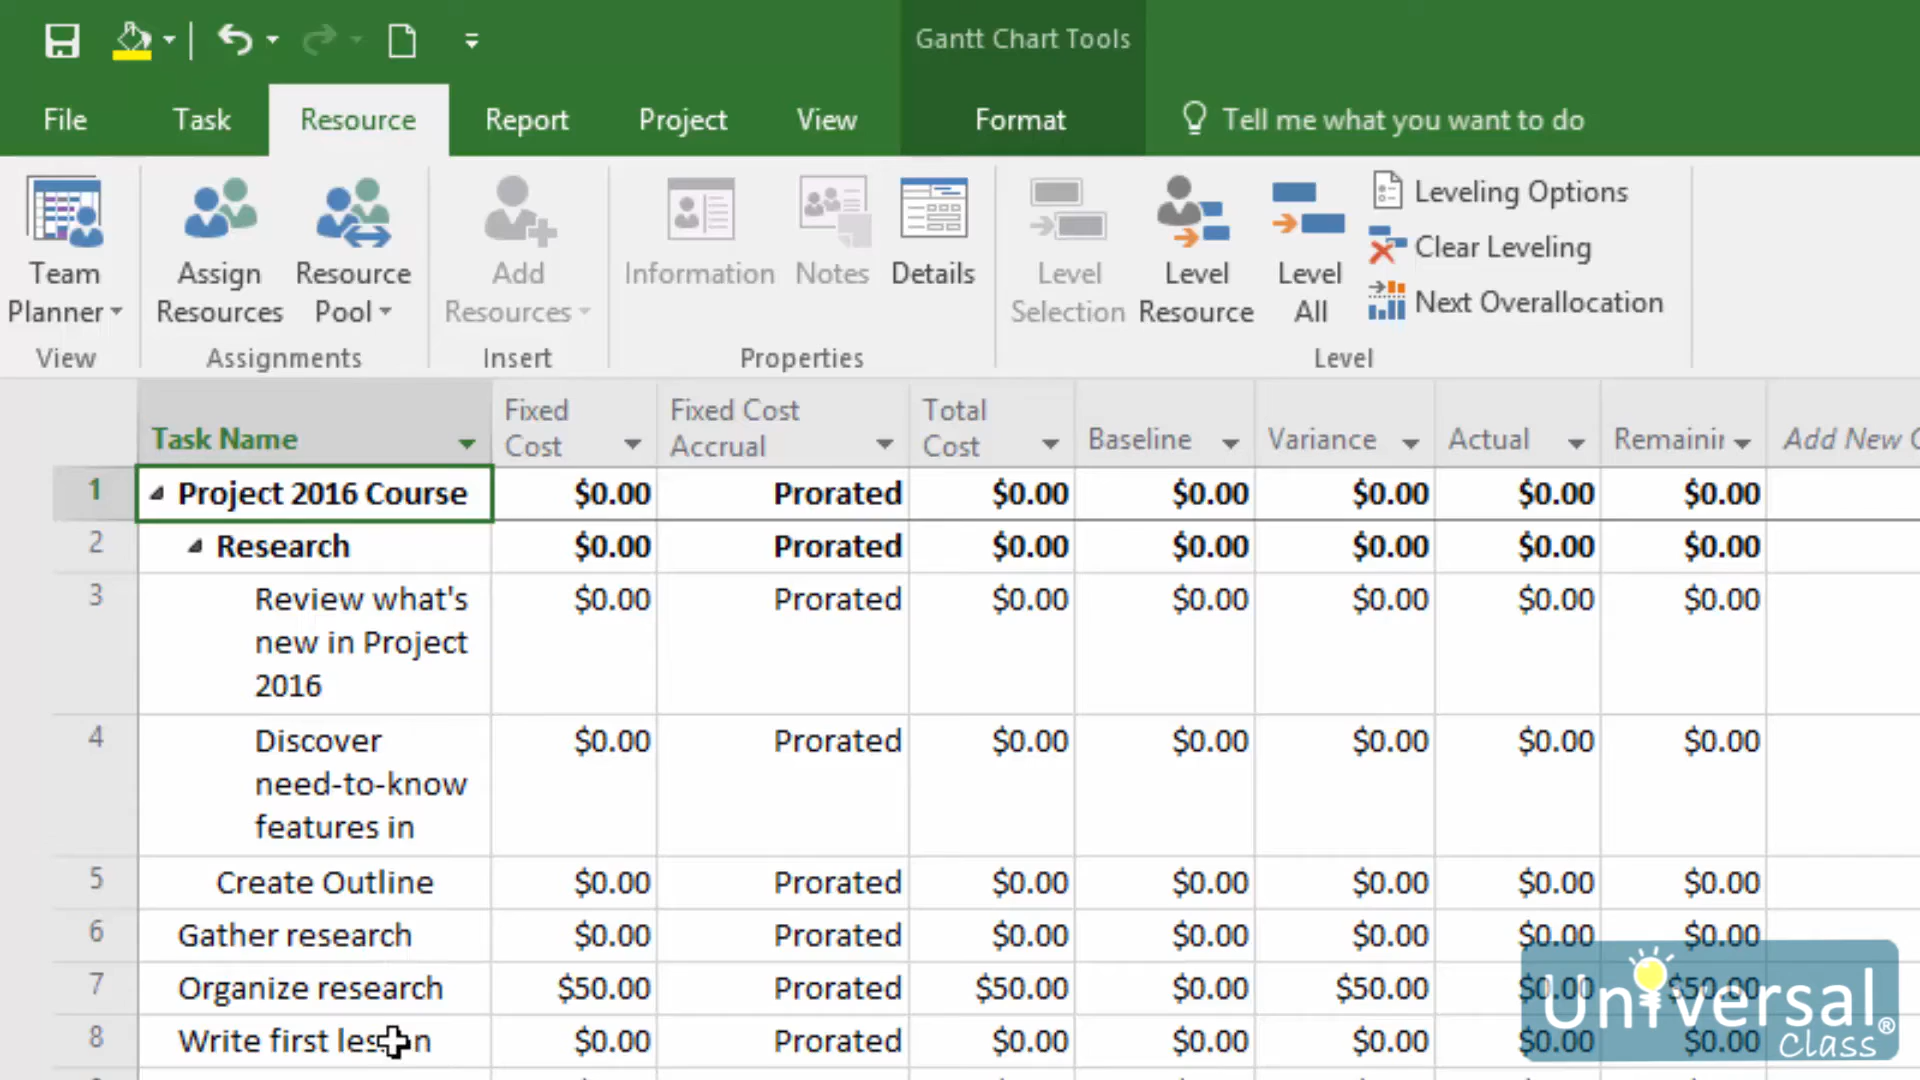 Gantt Chart Tools
File Task Resource Report Project View Format Tell me what you want to do
Team Planner
Assign Resources
Resource Pool
Add Resources
Information
Notes
Details
Level Selection
Level Resource
Level All
Leveling Options
Clear Leveling
Next Overallocation
View Assignments Insert Properties Level
Task Name Fixed Cost Fixed Cost Accrual Total Cost Baseline Variance Actual Remainir Add New C
1 Project 2016 Course $0.00 Prorated $0.00 $0.00 $0.00 $0.00 $0.00
2 Research $0.00 Prorated $0.00 $0.00 $0.00 $0.00 $0.00
3 Review what's $0.00 Prorated $0.00 $0.00 $0.00 $0.00 $0.00
new in Project
2016
4 Discover $0.00 Prorated $0.00 $0.00 $0.00 $0.00 $0.00
need-to-know
features in
5 Create Outline $0.00 Prorated $0.00 $0.00 $0.00 $0.00 $0.00
6 Gather research $0.00 Prorated $0.00 $0.00 $0.00 $0.00 $0.00
7 Organize research $50.00 Prorated $50.00 $0.00 $50.00 $0.00 $50.00
8 Write first lesson $0.00 Prorated $0.00 $0.00 $0.00 $0.00 $0.00
Universal
Class ®